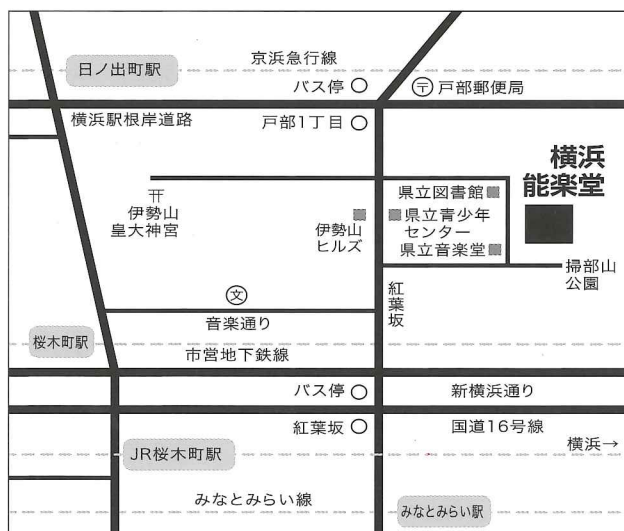 京浜急行線
日ノ出町駅
バス停
〒戸部郵便局
横浜駅根岸道路
戸部1丁目
横浜
能楽堂
県立図書館
伊勢山
皇大神宮
伊勢山
ヒルズ
県立青少年
センター
県立音楽堂
掃部山
公園
紅葉坂
文
音楽通り
桜木町駅
市営地下鉄線
バス停
新横浜通り
紅葉坂
国道16号線
横浜→
JR桜木町駅
みなとみらい線
みなとみらい駅